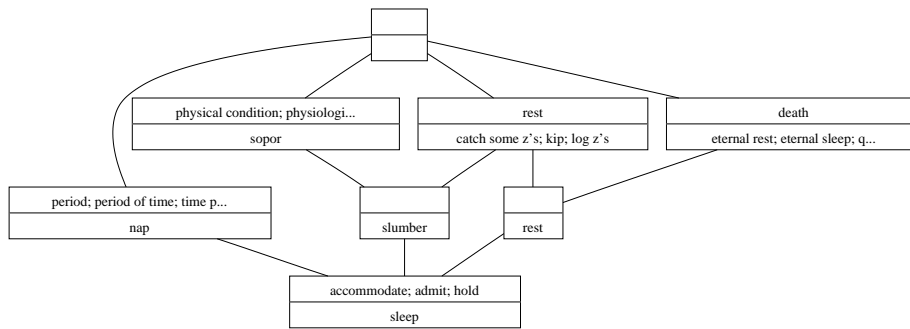 physical condition; physiologi...
sopor
rest
catch some z's; kip; log z's
death
eternal rest; eternal sleep; q...
period; period of time; time p...
nap
slumber
rest
accommodate; admit; hold
sleep